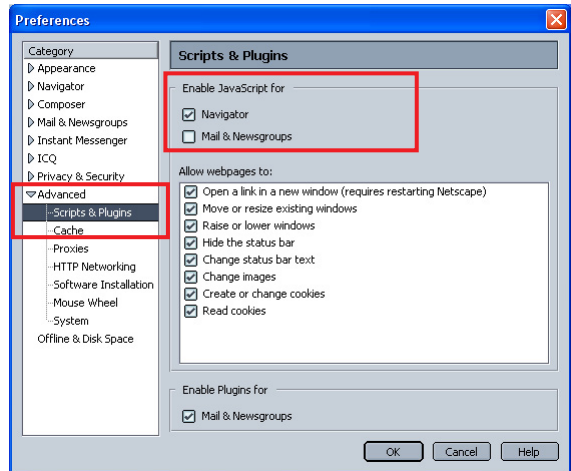 Preferences
Category
Appearance
Navigator
Composer
Mail & Newsgroups
Instant Messenger
ICQ
Privacy & Security
Advanced
Scripts & Plugins
Cache
Proxies
HTTP Networking
Software Installation
Mouse Wheel
System
Offline & Disk Space
Scripts & Plugins
Enable JavaScript for
Navigator
Mail & Newsgroups
Allow webpages to:
Open a link in a new window (requires restarting Netscape)
Move or resize existing windows
Raise or lower windows
Hide the status bar
Change status bar text
Change images
Create or change cookies
Read cookies
Enable Plugins for
Mail & Newsgroups
OK Cancel Help